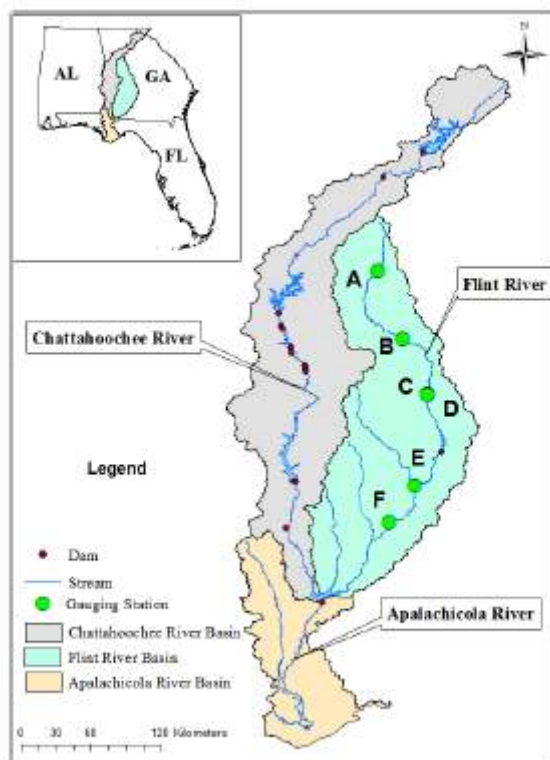 N
AL
GA
FL
A
Flint River
Chattahoochee River
B
C
D
Legend
E
F
Dam
Stream
Gauging Station
Chattahoochee River Basin
Apalachicola River
Flint River Basin
Apalachicola River Basin
0 30 60 120 Kilometers